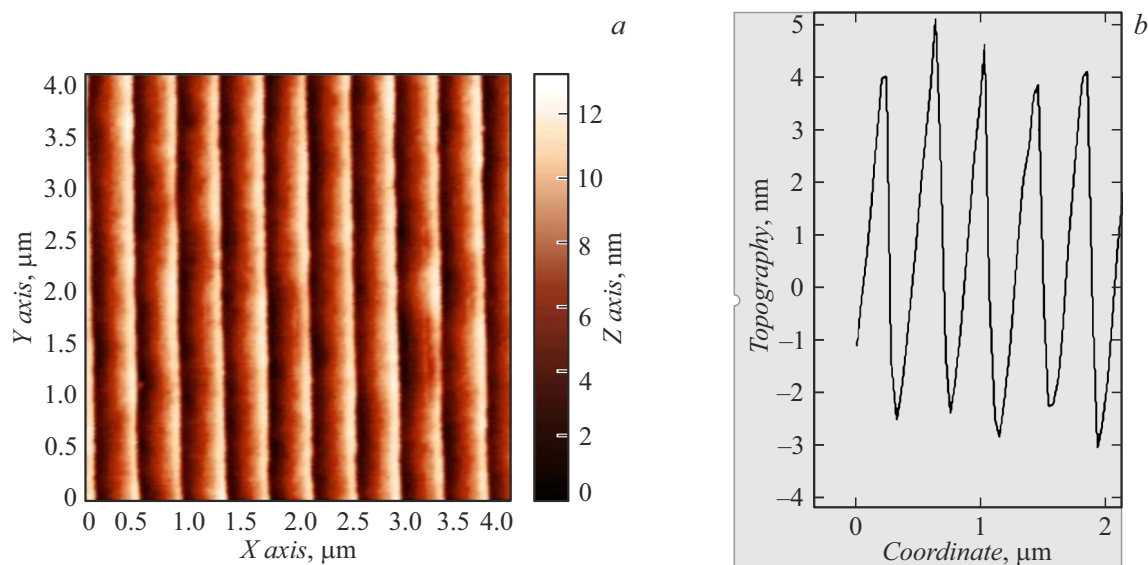 a
4.0
3.5
3.0
2.5
2.0
1.5
1.0
0.5
0
Y axis, μm
0 0.5 1.0 1.5 2.0 2.5 3.0 3.5 4.0
X axis, μm
12
10
8
6
4
2
0
Z axis, nm
b
5
4
3
2
1
0
–1
–2
–3
–4
Topography, nm
0 1 2
Coordinate, μm